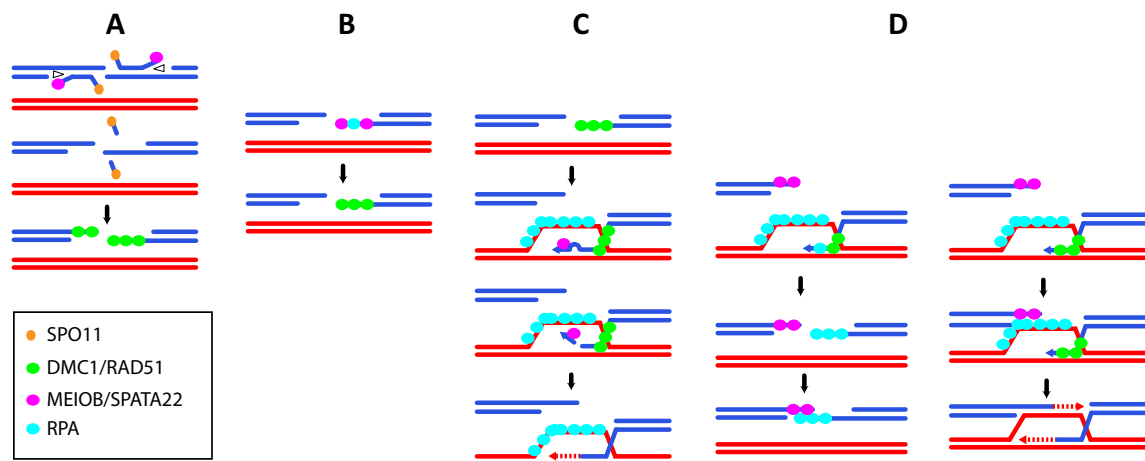 A B C D
SPO11
DMC1/RAD51
MEIOB/SPATA22
RPA